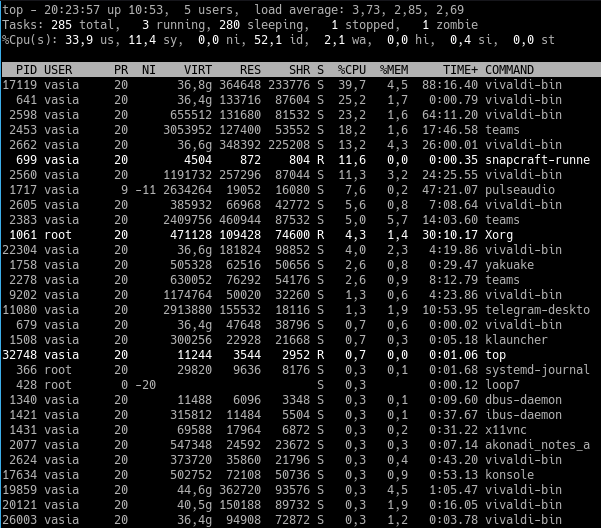 top - 20:23:57 up 10:53,  5 users,  load average: 3,73, 2,85, 2,69
Tasks: 285 total,   3 running, 280 sleeping,   1 stopped,   1 zombie
%Cpu(s): 33,9 us, 11,4 sy,  0,0 ni, 52,1 id,  2,1 wa,  0,0 hi,  0,4 si,  0,0 st
PID USER PR NI VIRT RES SHR S %CPU %MEM TIME+ COMMAND
17119 vasia 20 36,8g 364648 233776 S 39,7 4,5 88:16.40 vivaldi-bin
641 vasia 20 36,4g 133716 87604 S 25,2 1,7 0:00.79 vivaldi-bin
2598 vasia 20 655512 131680 81532 S 23,2 1,6 64:11.20 vivaldi-bin
2453 vasia 20 3053952 127400 53552 S 18,2 1,6 17:46.58 teams
2662 vasia 20 36,6g 348392 225208 S 13,2 4,3 26:00.01 vivaldi-bin
699 vasia 20 4504 872 804 R 11,6 0,0 0:00.35 snapcraft-runne
2560 vasia 20 1191732 257296 87044 S 11,3 3,2 24:25.55 vivaldi-bin
1717 vasia 9 -11 2634264 19052 16080 S 7,6 0,2 47:21.07 pulseaudio
2605 vasia 20 385932 66968 42772 S 5,6 0,8 7:08.64 vivaldi-bin
2383 vasia 20 2409756 460944 87532 S 5,0 5,7 14:03.60 teams
1061 root 20 471128 109428 74600 R 4,3 1,4 30:10.17 Xorg
22304 vasia 20 36,6g 181824 98852 S 4,0 2,3 4:19.86 vivaldi-bin
1758 vasia 20 505328 62516 50656 S 2,6 0,8 0:29.47 yakuake
2278 vasia 20 630052 76292 54176 S 2,6 0,9 8:12.79 teams
9202 vasia 20 1174764 50020 32260 S 1,3 0,6 4:23.86 vivaldi-bin
11080 vasia 20 2913880 155532 18116 S 1,3 1,9 10:53.95 telegram-deskto
679 vasia 20 36,4g 47648 38796 S 0,7 0,6 0:00.02 vivaldi-bin
1508 vasia 20 300256 22928 21668 S 0,7 0,3 0:05.18 klauncher
32748 vasia 20 11244 3544 2952 R 0,7 0,0 0:01.06 top
366 root 20 29820 9636 8176 S 0,3 0,1 0:01.68 systemd-journal
428 root 0 -20 S 0,3 0:00.12 loop7
1340 vasia 20 11488 6096 3348 S 0,3 0,1 0:09.60 dbus-daemon
1421 vasia 20 315812 11484 5504 S 0,3 0,1 0:37.67 ibus-daemon
1431 vasia 20 69588 17964 6872 S 0,3 0,2 0:31.22 x11vnc
2077 vasia 20 547348 24592 23672 S 0,3 0,3 0:07.14 akonadi_notes_a
2624 vasia 20 373720 35860 21796 S 0,3 0,4 0:43.20 vivaldi-bin
17634 vasia 20 502752 72108 50736 S 0,3 0,9 0:53.13 konsole
19859 vasia 20 44,6g 362720 93576 S 0,3 4,5 1:05.47 vivaldi-bin
20121 vasia 20 40,5g 150188 89732 S 0,3 1,9 0:16.05 vivaldi-bin
26003 vasia 20 36,4g 94908 72872 S 0,3 1,2 0:03.78 vivaldi-bin